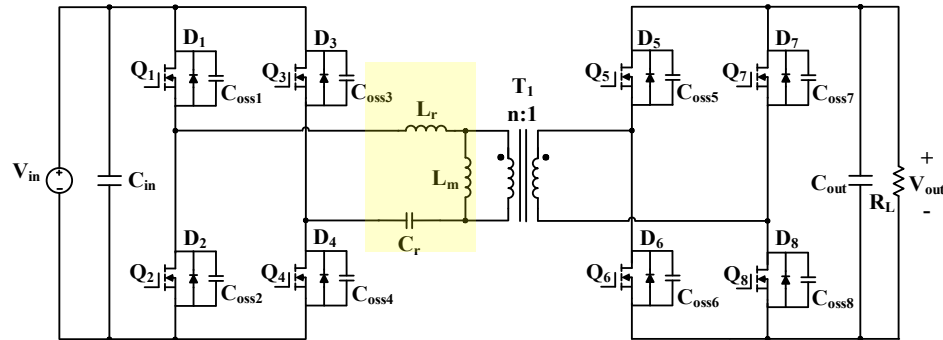 D1
D3
D5
D7
Q1
Q3
Q5
Q7
Coss1
Coss3
Coss5
Coss7
T1
n:1
Lr
Lm
Cr
Vin
+
-
Cin
Cout
RL
+
Vout
-
D2
D4
D6
D8
Q2
Q4
Q6
Q8
Coss2
Coss4
Coss6
Coss8